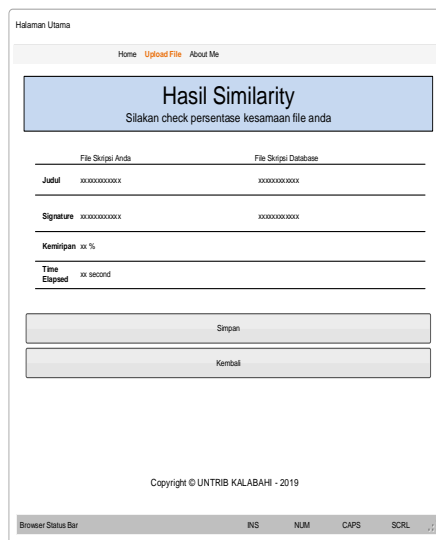 Halaman Utama
Home Upload File About Me
Hasil Similarity
Silakan check persentase kesamaan file anda
File Skripsi Anda File Skripsi Database
Judul xxxxxxxxxxxx xxxxxxxxxxxx
Signature xxxxxxxxxxxx xxxxxxxxxxxx
Kemiripan xx %
Time
Elapsed xx second
Simpan
Kembali
Copyright © UNTRIB KALABAHI - 2019
Browser Status Bar INS NUM CAPS SCRL